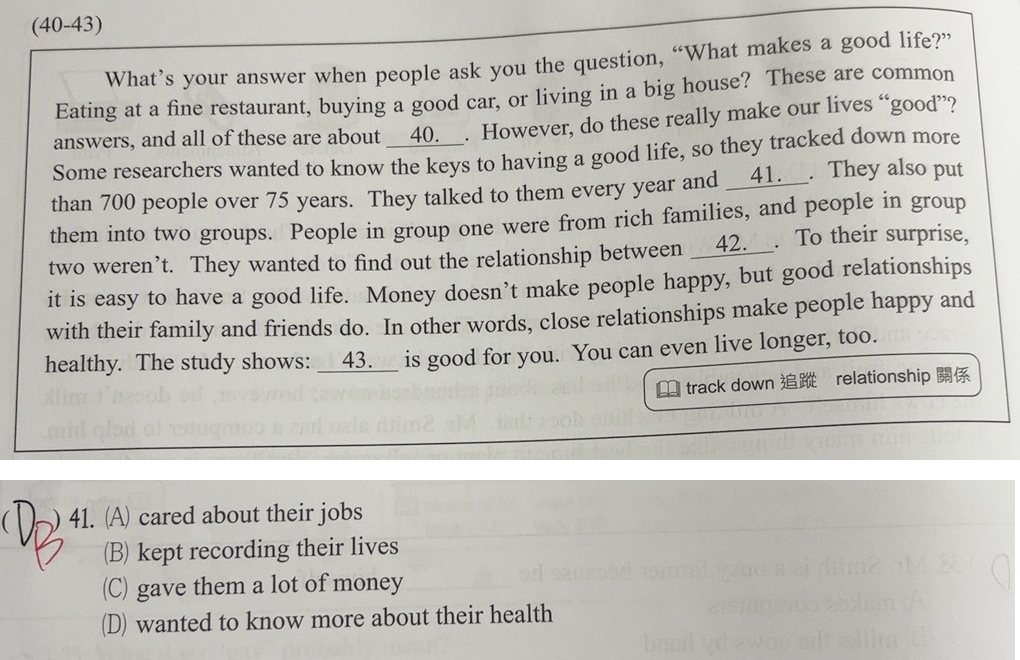 (40-43)
What's your answer when people ask you the question, “What makes a good life?”
Eating at a fine restaurant, buying a good car, or living in a big house? These are common
answers, and all of these are about 40. . However, do these really make our lives “good”?
Some researchers wanted to know the keys to having a good life, so they tracked down more
than 700 people over 75 years. They talked to them every year and 41. . They also put
them into two groups. People in group one were from rich families, and people in group
two weren't. They wanted to find out the relationship between 42. . To their surprise,
it is easy to have a good life. Money doesn't make people happy, but good relationships
with their family and friends do. In other words, close relationships make people happy and
healthy. The study shows: 43. is good for you. You can even live longer, too.
track down 追蹤 relationship 關係
(D) B 41. (A) cared about their jobs
(B) kept recording their lives
(C) gave them a lot of money
(D) wanted to know more about their health